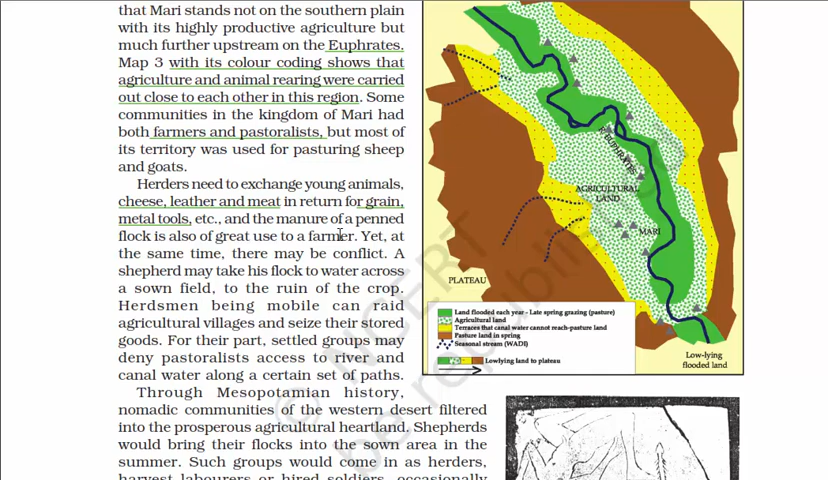 that Mari stands not on the southern plain
with its highly productive agriculture but
much further upstream on the Euphrates.
Map 3 with its colour coding shows that
agriculture and animal rearing were carried
out close to each other in this region. Some
communities in the kingdom of Mari had
both farmers and pastoralists, but most of
its territory was used for pasturing sheep
and goats.
Herders need to exchange young animals,
cheese, leather and meat in return for grain,
metal tools, etc., and the manure of a penned
flock is also of great use to a farmer. Yet, at
the same time, there may be conflict. A
shepherd may take his flock to water across
a sown field, to the ruin of the crop.
Herdsmen being mobile can raid
agricultural villages and seize their stored
goods. For their part, settled groups may
deny pastoralists access to river and
canal water along a certain set of paths.
Through Mesopotamian history,
nomadic communities of the western desert filtered
into the prosperous agricultural heartland. Shepherds
would bring their flocks into the sown area in the
summer. Such groups would come in as herders,
harvest labourers or hired soldiers, occasionally
R. EUPHRATES
AGRICULTURAL
LAND
MARI
PLATEAU
Land flooded each year - Late spring grazing (pasture)
Agricultural land
Terraces that canal water cannot reach-pasture land
Pasture land in spring
Seasonal stream (WADI)
Lowlying land to plateau
Low-lying
flooded land
© NCERT
be republis